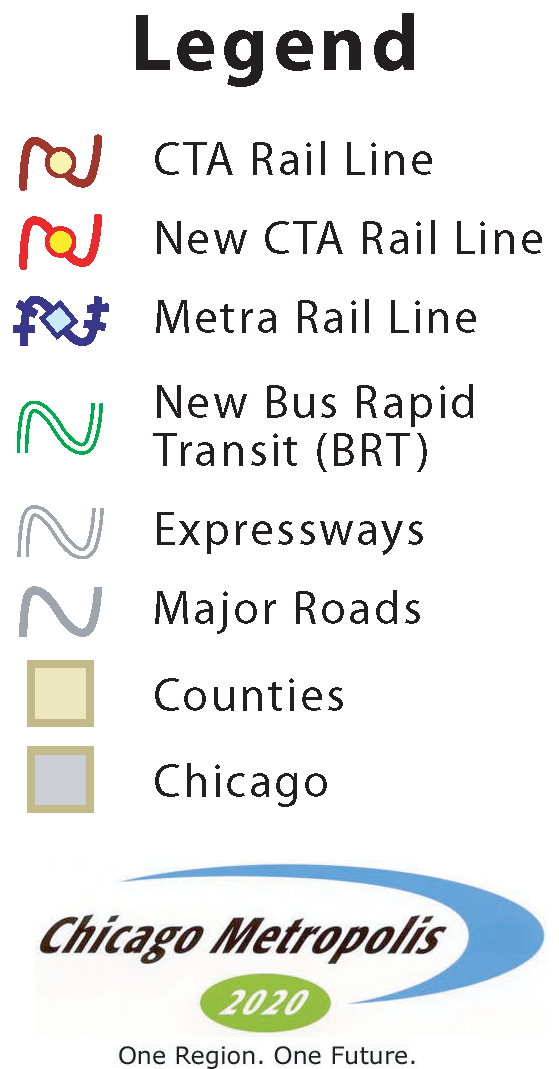 Legend
CTA Rail Line
New CTA Rail Line
Metra Rail Line
New Bus Rapid
Transit (BRT)
Expressways
Major Roads
Counties
Chicago
Chicago Metropolis
2020
One Region. One Future.